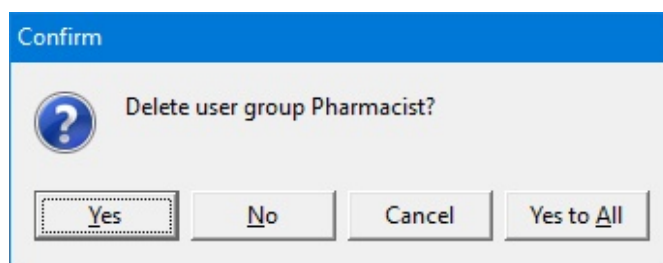 Confirm
Delete user group Pharmacist?
Yes No Cancel Yes to All